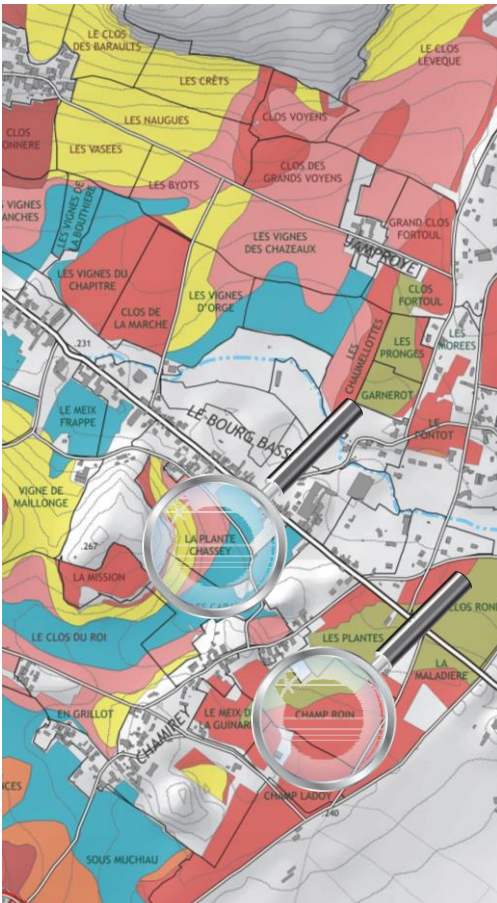 LE CLOS
DES BARAULTS
LE CLOS
LEVEQUE
LES CRÊTS
LES NAUGUES
CLOS VOYENS
CLOS
LES VASEES
CLOS DES
GRANDS VOYENS
LES BYOTS
VIGNES
LES VIGNES DE
LA BOUTHIERE
GRAND CLOS
FORTOUL
LES VIGNES
DES CHAZEAUX
JAMPROYE
LES VIGNES DU
CHAPITRE
CLOS
FORTOUL
LES VIGNES
D'ORGE
CLOS DE
LA MARCHE
LES
CHAUMELLOTTES
LES
PRONGES
LES
MOREES
.231
GARNEROT
LE MEIX
FRAPPE
LE BOURG BASS
LE
PONTOT
VIGNE DE
MAILLONGE
LA PLANTE
CHASSEY
.267
LA MISSION
CLOS ROND
LE CLOS DU ROI
LES PLANTES
LA
MALADIERE
EN GRILLOT
CHAMIREY
LE MEIX D
LA GUINAR
CHAMP ROIN
CHAMP LADOY
.240
SOUS MUCHIAU